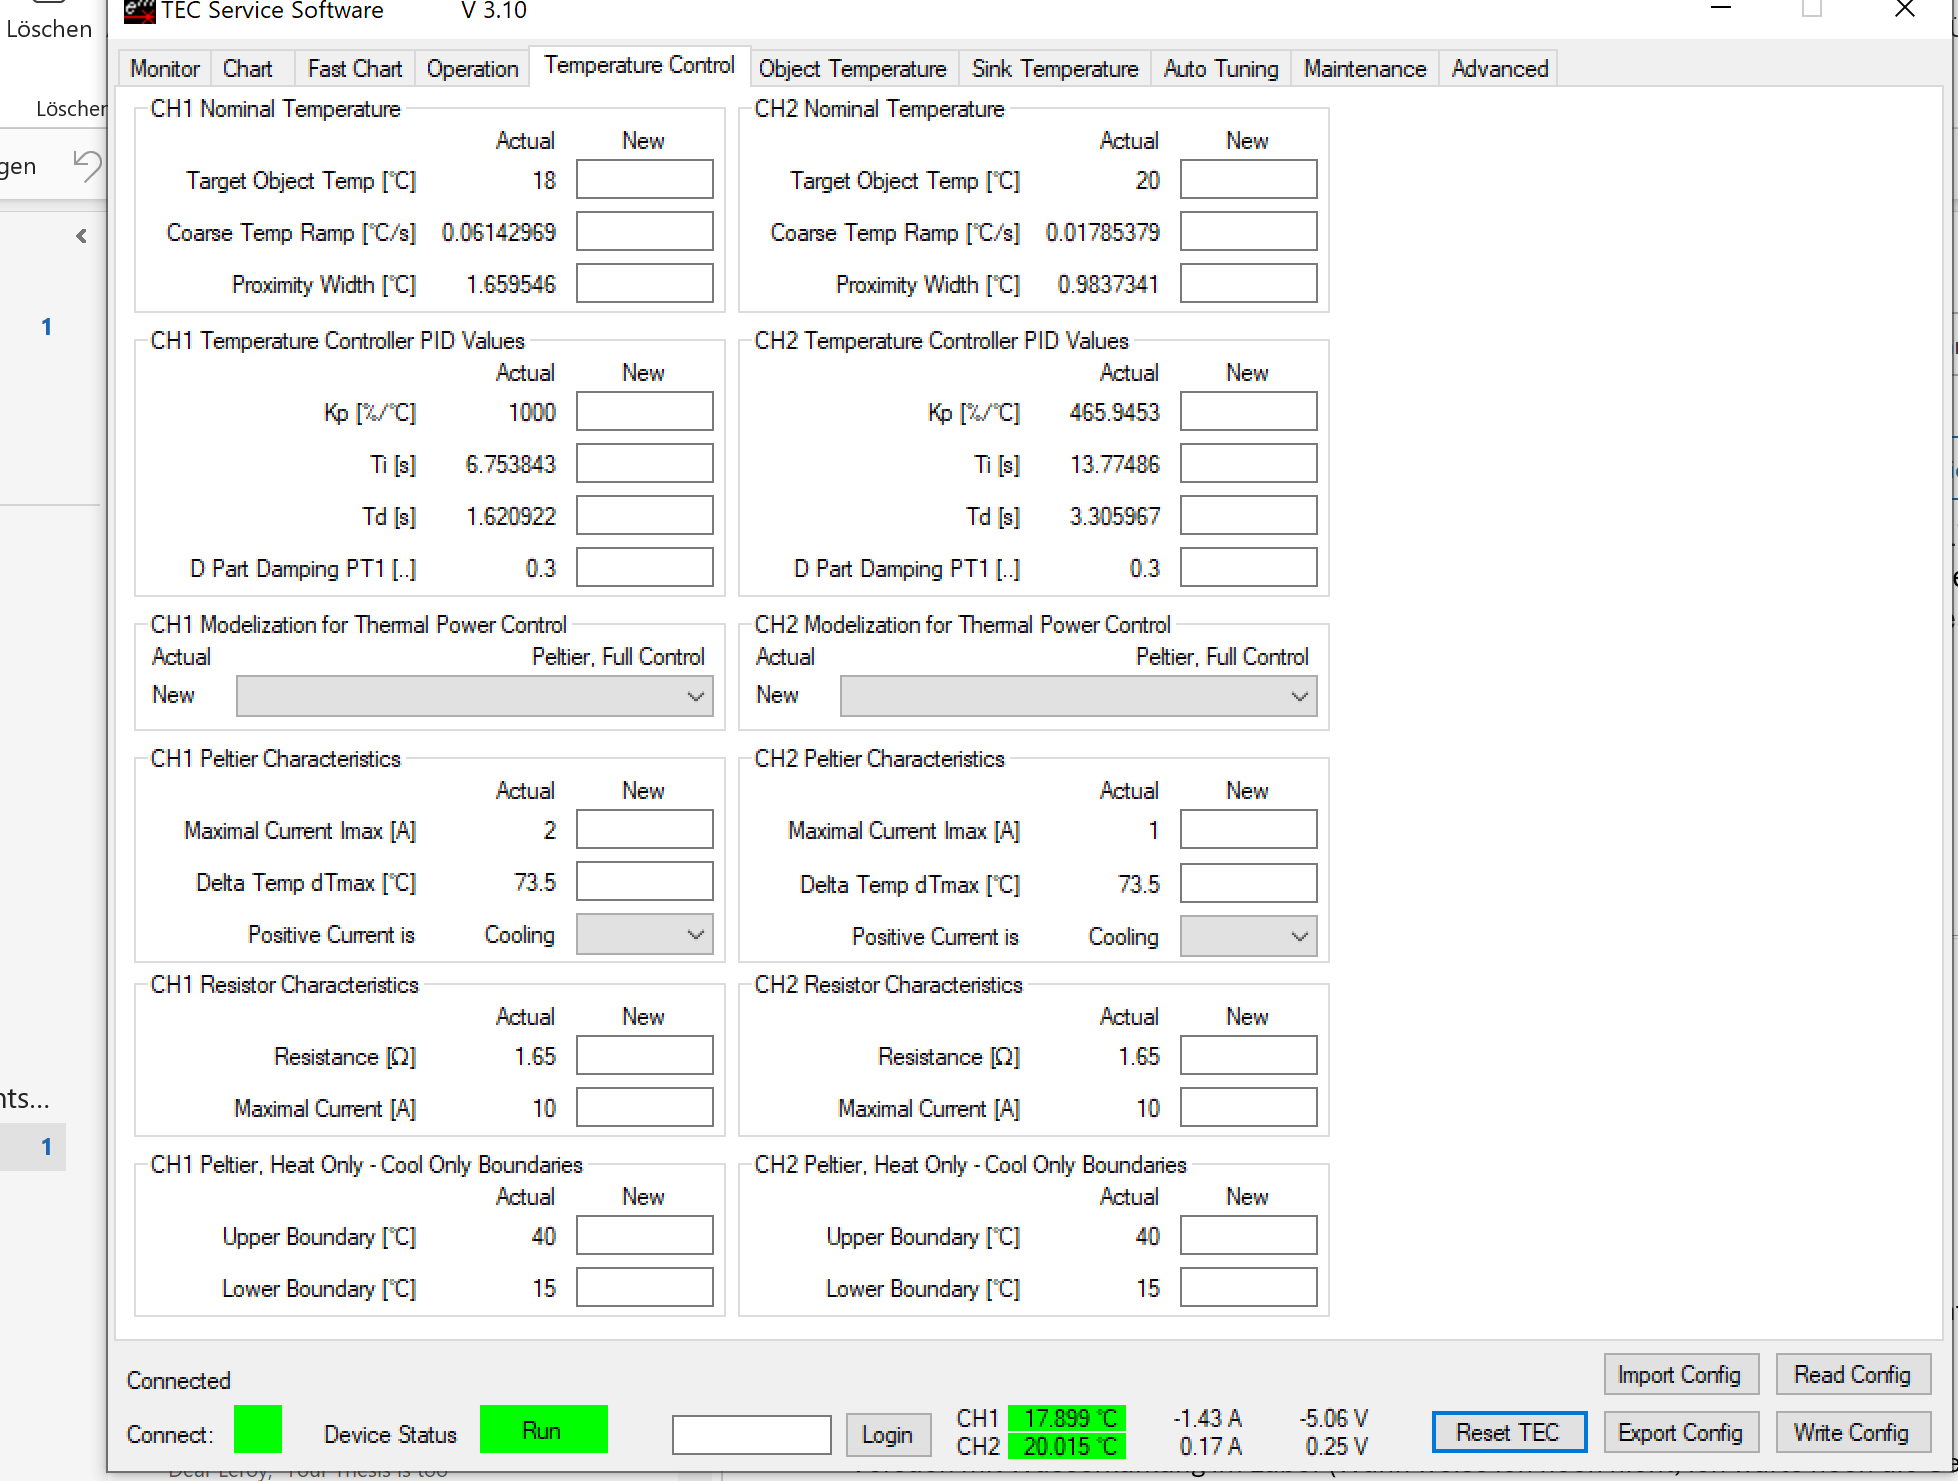 Löschen
TEC Service Software V 3.10
Monitor Chart Fast Chart Operation Temperature Control Object Temperature Sink Temperature Auto Tuning Maintenance Advanced
gen
1
1
CH1 Nominal Temperature
Actual New
Target Object Temp [°C] 18
Coarse Temp Ramp [°C/s] 0.06142969
Proximity Width [°C] 1.659546
CH1 Temperature Controller PID Values
Actual New
Kp [%/°C] 1000
Ti [s] 6.753843
Td [s] 1.620922
D Part Damping PT1 [..] 0.3
CH1 Modelization for Thermal Power Control
Actual Peltier, Full Control
New
CH1 Peltier Characteristics
Actual New
Maximal Current Imax [A] 2
Delta Temp dTmax [°C] 73.5
Positive Current is Cooling
CH1 Resistor Characteristics
Actual New
Resistance [Ω] 1.65
Maximal Current [A] 10
CH1 Peltier, Heat Only - Cool Only Boundaries
Actual New
Upper Boundary [°C] 40
Lower Boundary [°C] 15
CH2 Nominal Temperature
Actual New
Target Object Temp [°C] 20
Coarse Temp Ramp [°C/s] 0.01785379
Proximity Width [°C] 0.9837341
CH2 Temperature Controller PID Values
Actual New
Kp [%/°C] 465.9453
Ti [s] 13.77486
Td [s] 3.305967
D Part Damping PT1 [..] 0.3
CH2 Modelization for Thermal Power Control
Actual Peltier, Full Control
New
CH2 Peltier Characteristics
Actual New
Maximal Current Imax [A] 1
Delta Temp dTmax [°C] 73.5
Positive Current is Cooling
CH2 Resistor Characteristics
Actual New
Resistance [Ω] 1.65
Maximal Current [A] 10
CH2 Peltier, Heat Only - Cool Only Boundaries
Actual New
Upper Boundary [°C] 40
Lower Boundary [°C] 15
Connected
Connect: Device Status Run Login
CH1 17.899 °C -1.43 A -5.06 V
CH2 20.015 °C 0.17 A 0.25 V
Reset TEC
Import Config Read Config
Export Config Write Config